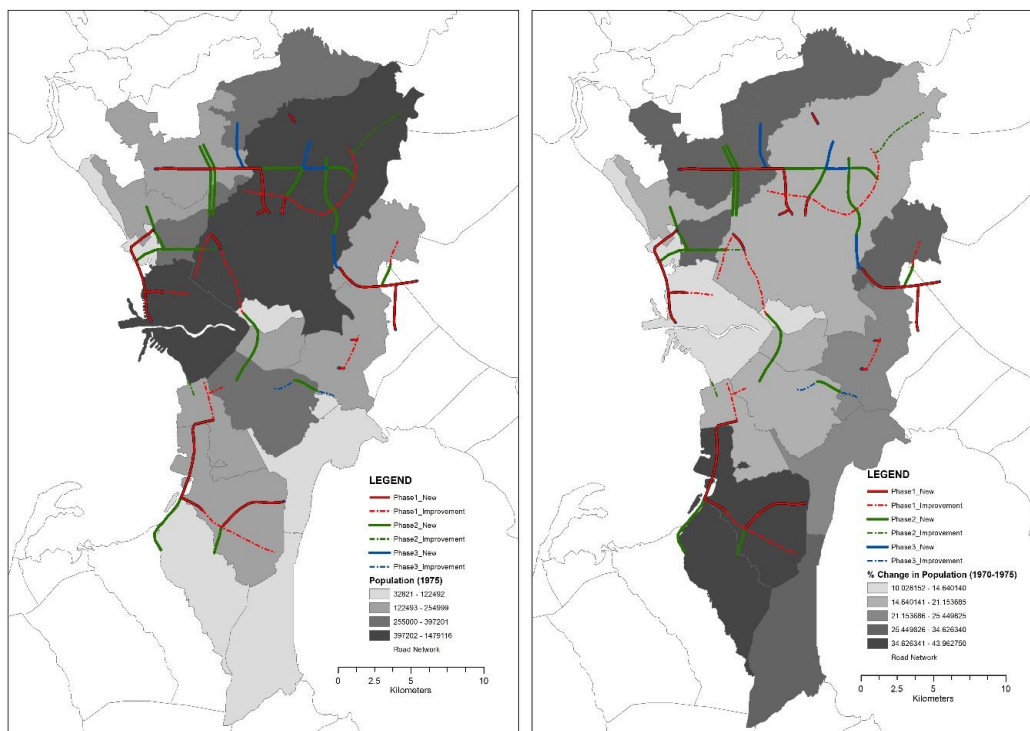 LEGEND
Phase1_New
Phase1_Improvement
Phase2_New
Phase2_Improvement
Phase3_New
Phase3_Improvement
Population (1975)
32821 - 122492
122493 - 254999
255000 - 397201
397202 - 1479116
Road Network
0 2.5 5 10
Kilometers
LEGEND
Phase1_New
Phase1_Improvement
Phase2_New
Phase2_Improvement
Phase3_New
Phase3_Improvement
% Change in Population (1970-1975)
10.028152 - 14.640140
14.640141 - 21.153685
21.153686 - 25.449825
25.449826 - 34.626340
34.626341 - 43.962750
Road Network
0 2.5 5 10
Kilometers